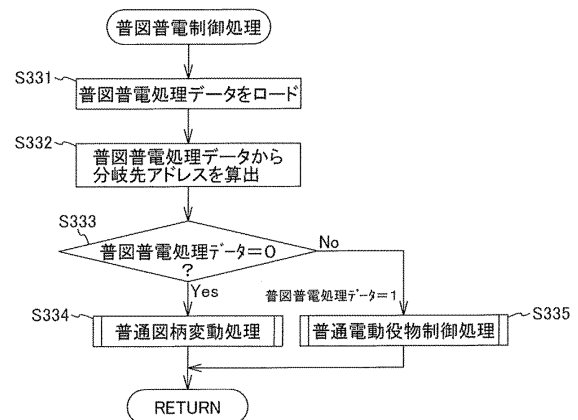 普図普電制御処理
S331
普図普電処理データをロード
S332
普図普電処理データから
分岐先アドレスを算出
S333
普図普電処理データ=0
?
No
Yes
普図普電処理データ=1
S334
普通図柄変動処理
普通電動役物制御処理
S335
RETURN